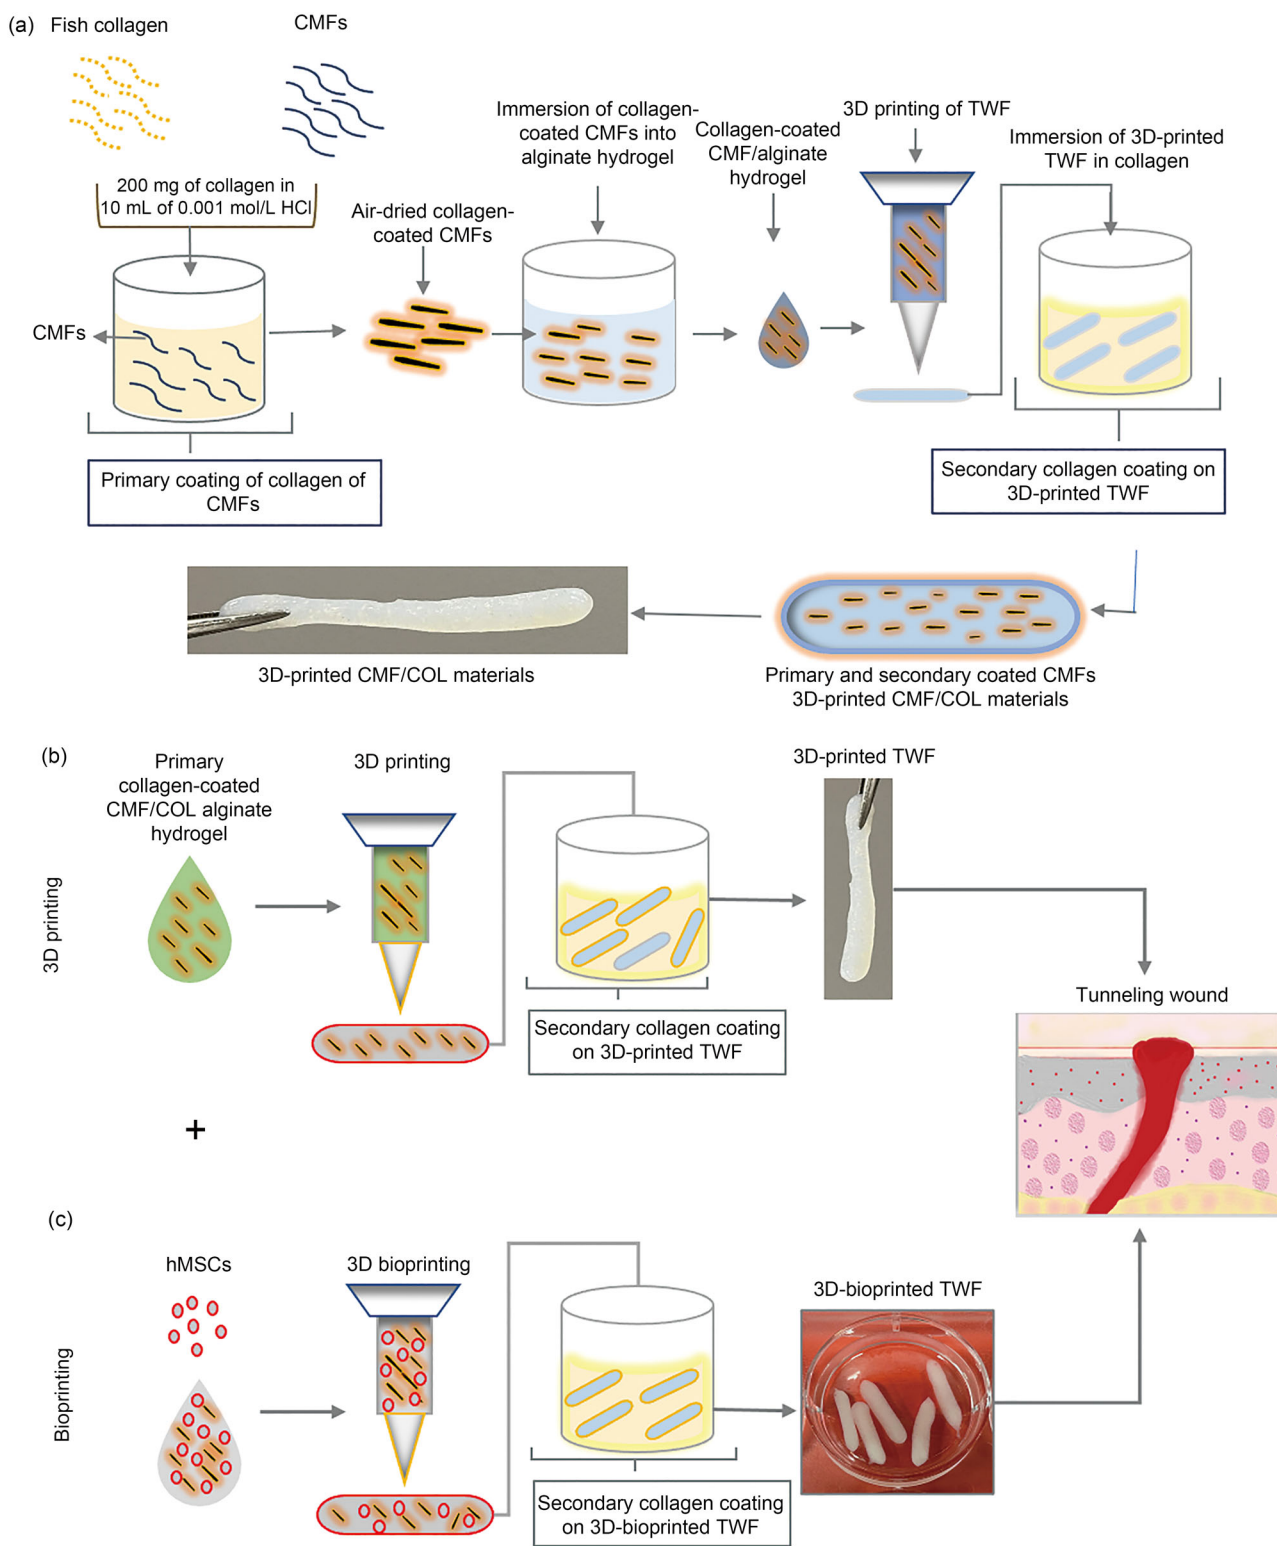 (a)
Fish collagen
CMFs
200 mg of collagen in
10 mL of 0.001 mol/L HCl
CMFs
Primary coating of collagen of
CMFs
Air-dried collagen-
coated CMFs
Immersion of collagen-
coated CMFs into
alginate hydrogel
Collagen-coated
CMF/alginate
hydrogel
3D printing of TWF
Immersion of 3D-printed
TWF in collagen
Secondary collagen coating on
3D-printed TWF
3D-printed CMF/COL materials
Primary and secondary coated CMFs
3D-printed CMF/COL materials
(b)
3D printing
Primary
collagen-coated
CMF/COL alginate
hydrogel
3D printing
Secondary collagen coating
on 3D-printed TWF
3D-printed TWF
Tunneling wound
+
(c)
Bioprinting
hMSCs
3D bioprinting
Secondary collagen coating
on 3D-bioprinted TWF
3D-bioprinted TWF